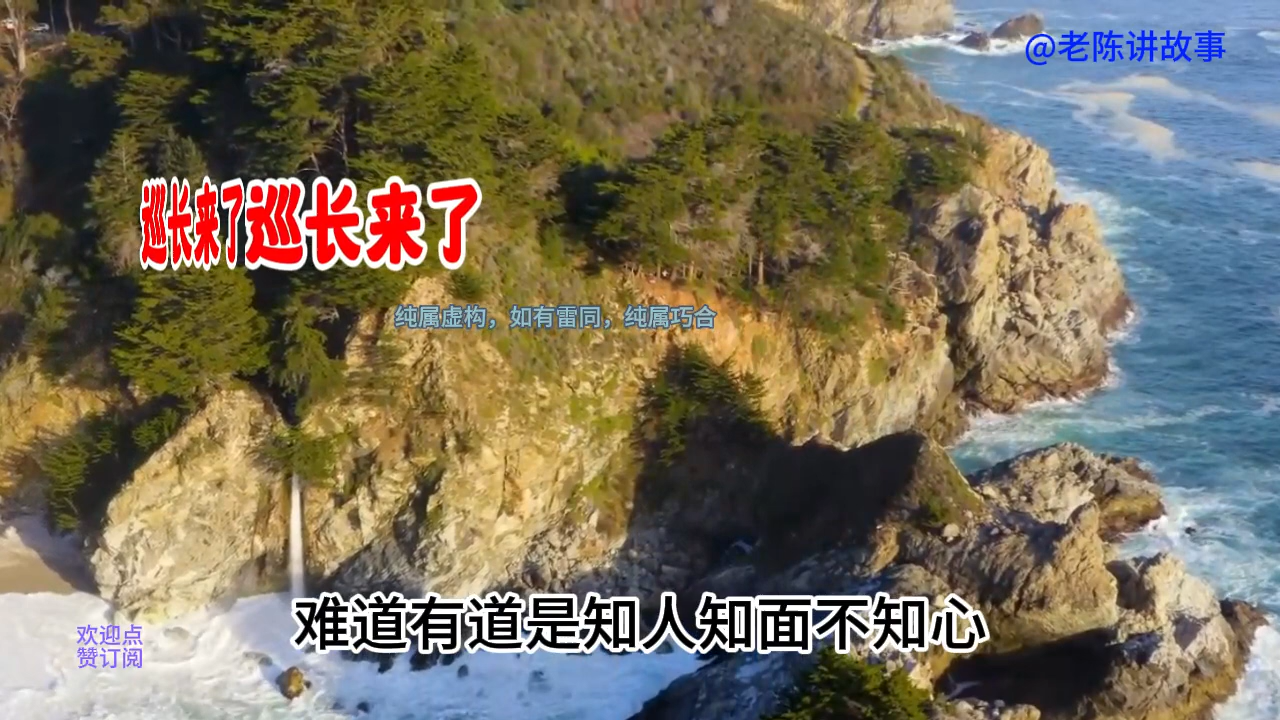 @老陈讲故事
巡长来了巡长来了
纯属虚构，如有雷同，纯属巧合
难道有道是知人知面不知心
欢迎点
赞订阅